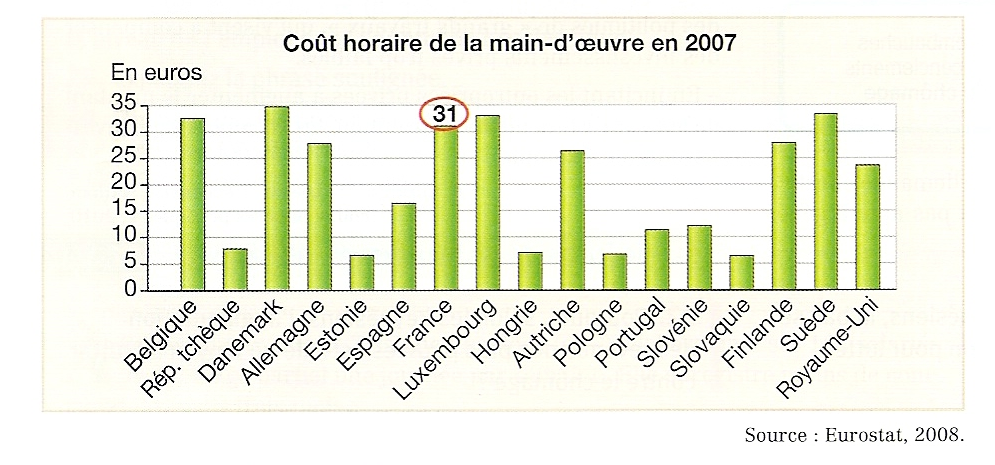 Coût horaire de la main-d'œuvre en 2007
En euros
35
30
25
20
15
10
5
0
31
Belgique
Rép. tchèque
Danemark
Allemagne
Estonie
Espagne
France
Luxembourg
Hongrie
Autriche
Pologne
Portugal
Slovénie
Slovaquie
Finlande
Suède
Royaume-Uni
Source : Eurostat, 2008.